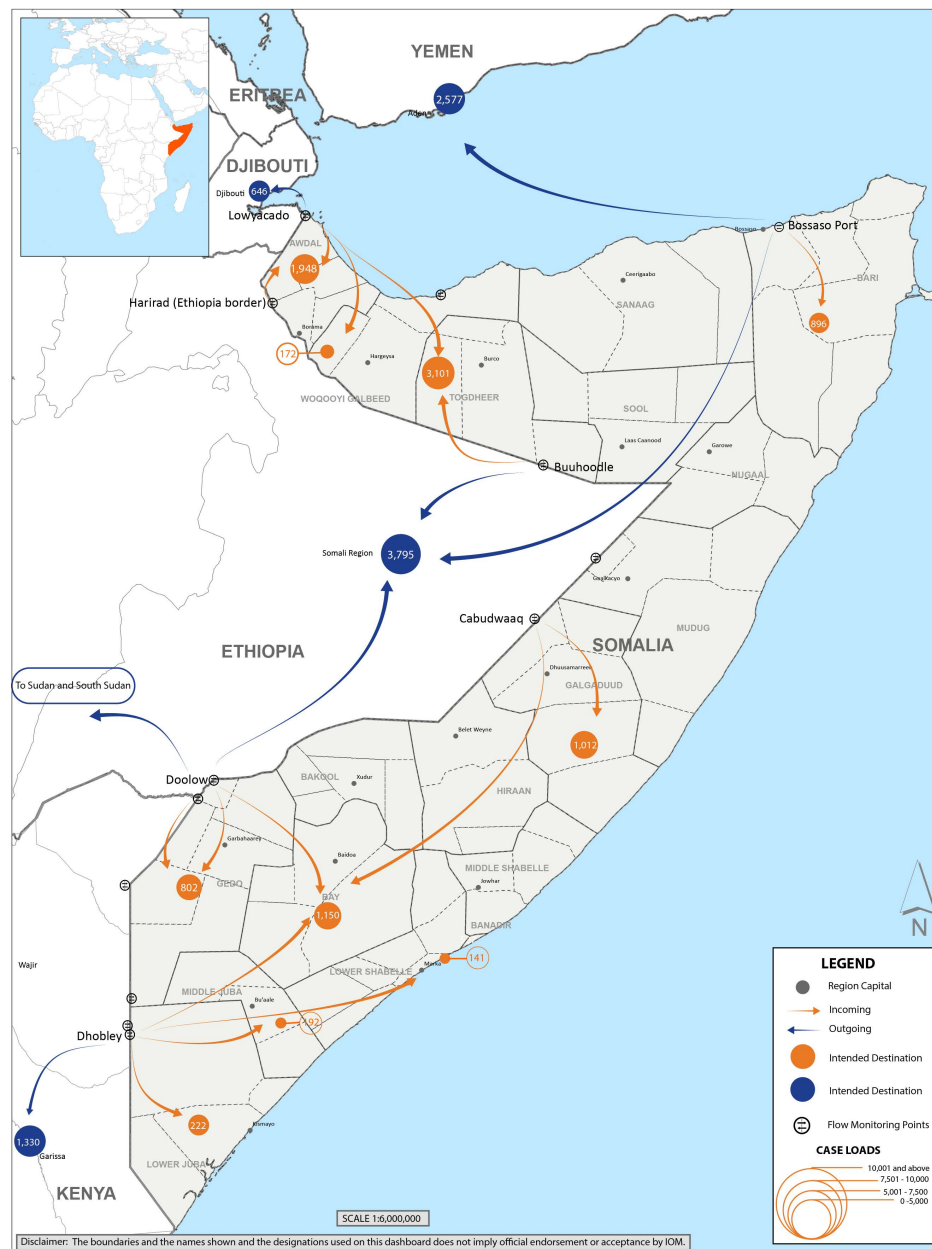 YEMEN
2,577
Aden
ERITREA
DJIBOUTI
Djibouti
646
Lowyacado
Bossaso
Bossaso Port
AWDAL
1,948
BARI
Ceerigaabo
SANAAG
Harirad (Ethiopia border)
896
Borama
172
Hargeysa
Burco
3,101
WOQOOYI GALBEED
TOGDHEER
SOOL
Laas Caanood
Garowe
Buuhoodle
NUGAAL
Somali Region
3,795
Gaalkacyo
Cabudwaaq
MUDUG
SOMALIA
ETHIOPIA
Dhuusamarreeb
To Sudan and South Sudan
GALGADUUD
Belet Weyne
1,012
Doolow
BAKOOL
Xudur
HIRAAN
Garbahaarey
Baidoa
MIDDLE SHABELLE
802
GEDO
Jowhar
BAY
1,150
BANADIR
N
141
Wajir
LOWER SHABELLE
Marka
MIDDLE JUBA
Bu'aale
192
Dhobley
222
Kismayo
1,330
Garissa
LOWER JUBA
KENYA
LEGEND
Region Capital
Incoming
Outgoing
Intended Destination
Intended Destination
Flow Monitoring Points
CASE LOADS
10,001 and above
7,501 - 10,000
5,001 - 7,500
0 -5,000
SCALE 1:6,000,000
Disclaimer: The boundaries and the names shown and the designations used on this dashboard does not imply official endorsement or acceptance by IOM.